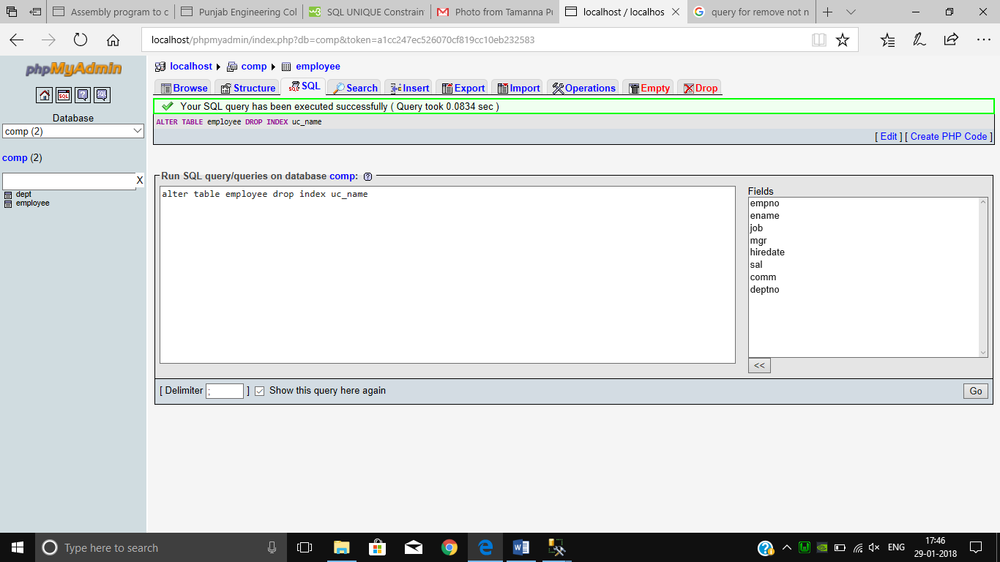 Assembly program to c
Punjab Engineering Col
w3
SQL UNIQUE Constrain
Photo from Tamanna Pu
localhost / localhos
query for remove not n
localhost/phpmyadmin/index.php?db=comp&token=a1cc247ec526070cf819cc10eb232583
phpMyAdmin
SQL
SQL
Database
comp (2)
comp (2)
X
dept
employee
localhost
comp
employee
Browse
Structure
SQL
Search
Insert
Export
Import
Operations
Empty
Drop
Your SQL query has been executed successfully ( Query took 0.0834 sec )
ALTER TABLE employee DROP INDEX uc_name
[ Edit ] [ Create PHP Code ]
Run SQL query/queries on database comp:
alter table employee drop index uc_name
Fields
empno
ename
job
mgr
hiredate
sal
comm
deptno
<<
[ Delimiter ; ] Show this query here again
Go
Type here to search
ENG
17:46
29-01-2018